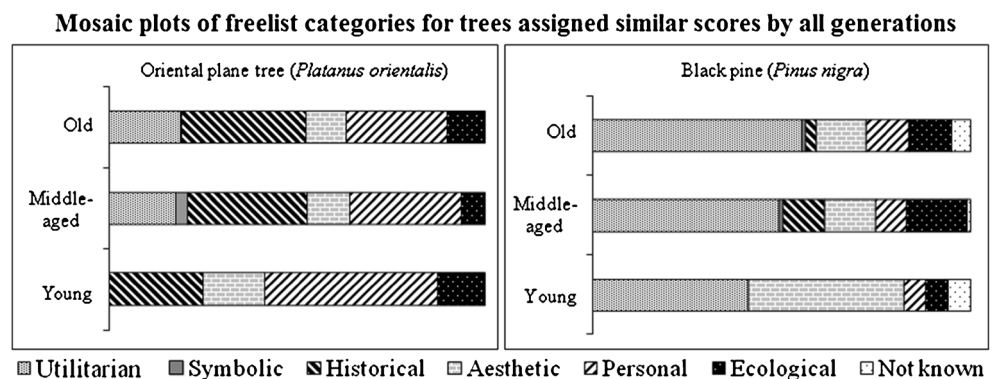 Mosaic plots of freelist categories for trees assigned similar scores by all generations
Oriental plane tree (Platanus orientalis)
Old
Middle-
aged
Young
Black pine (Pinus nigra)
Old
Middle-
aged
Young
Utilitarian Symbolic Historical Aesthetic Personal Ecological Not known